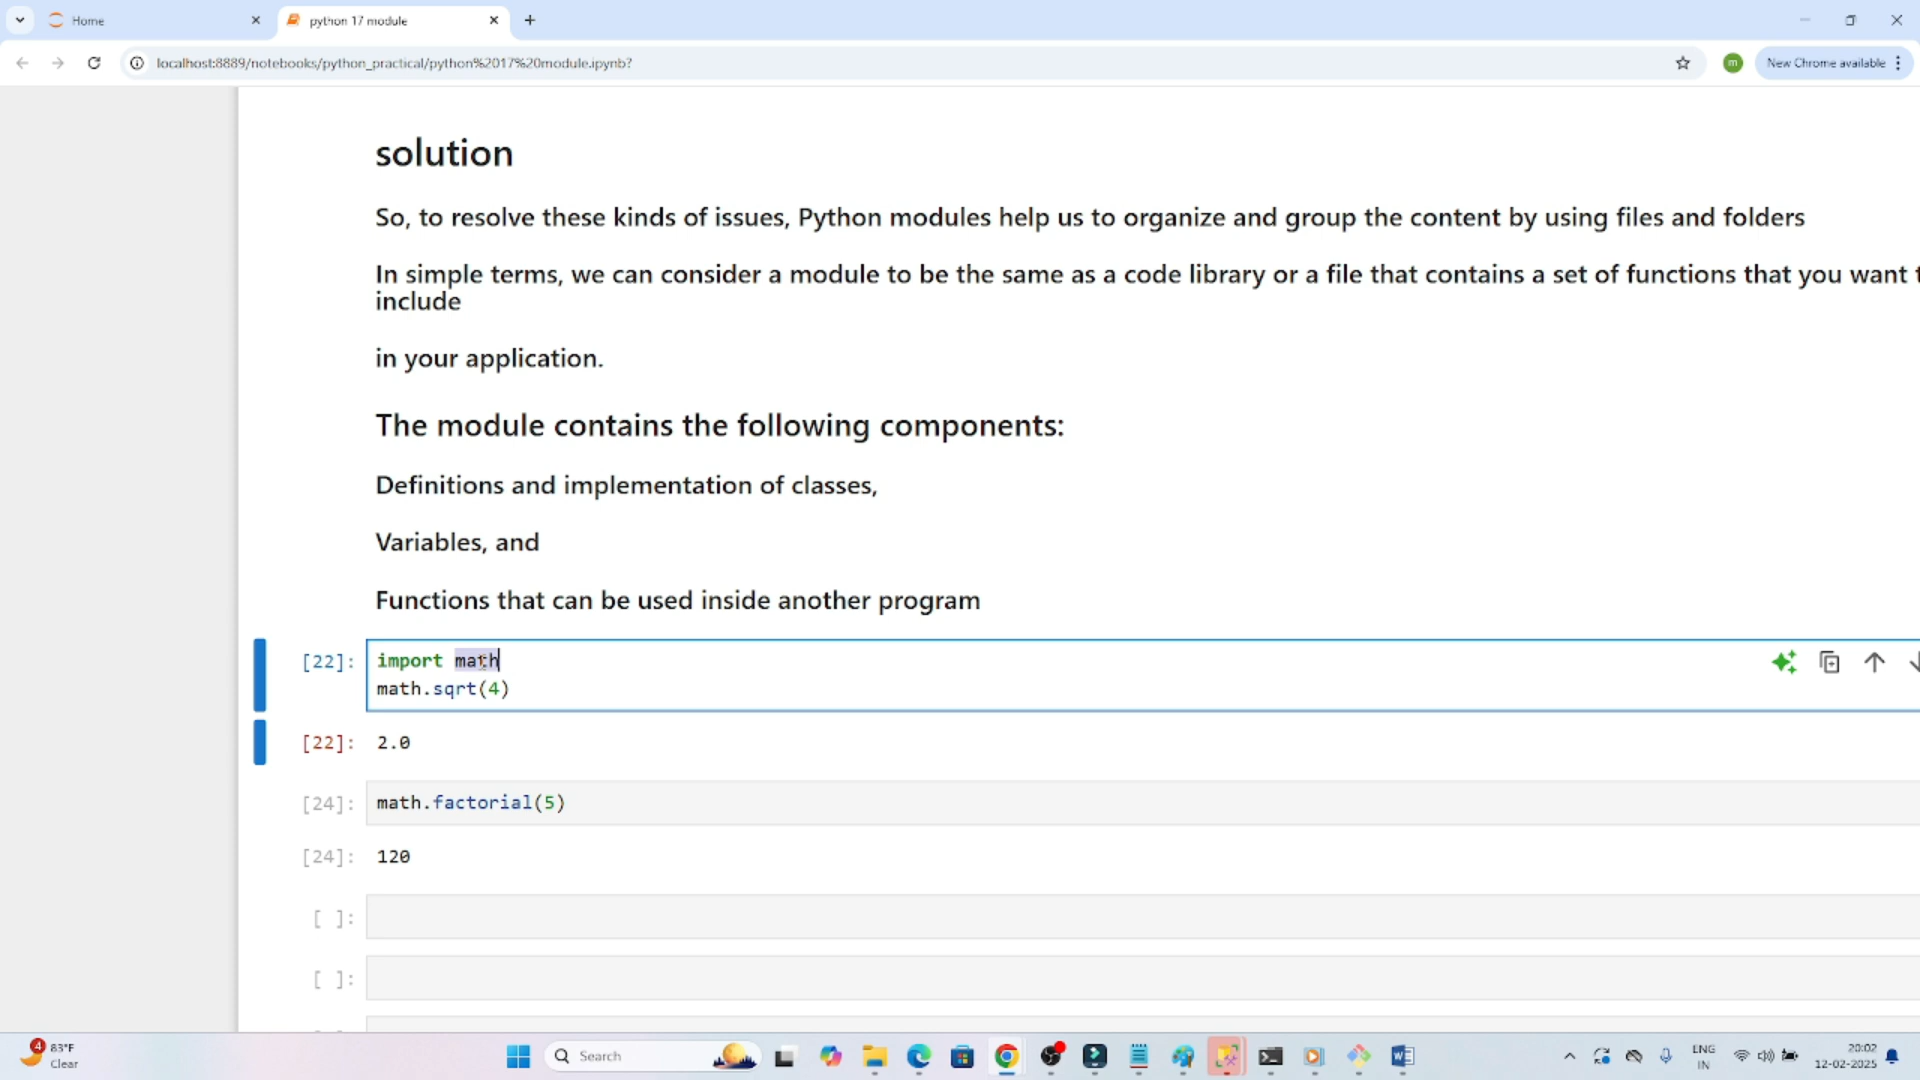 Home
python 17 module
localhost:8889/notebooks/python_practical/python%2017%20module.ipynb?
m
New Chrome available
solution
So, to resolve these kinds of issues, Python modules help us to organize and group the content by using files and folders
In simple terms, we can consider a module to be the same as a code library or a file that contains a set of functions that you want t
include
in your application.
The module contains the following components:
Definitions and implementation of classes,
Variables, and
Functions that can be used inside another program
[22]: import math
math.sqrt(4)
[22]: 2.0
[24]: math.factorial(5)
[24]: 120
[ ]:
[ ]:
4
83°F
Clear
Search
ENG
IN
20:02
12-02-2025